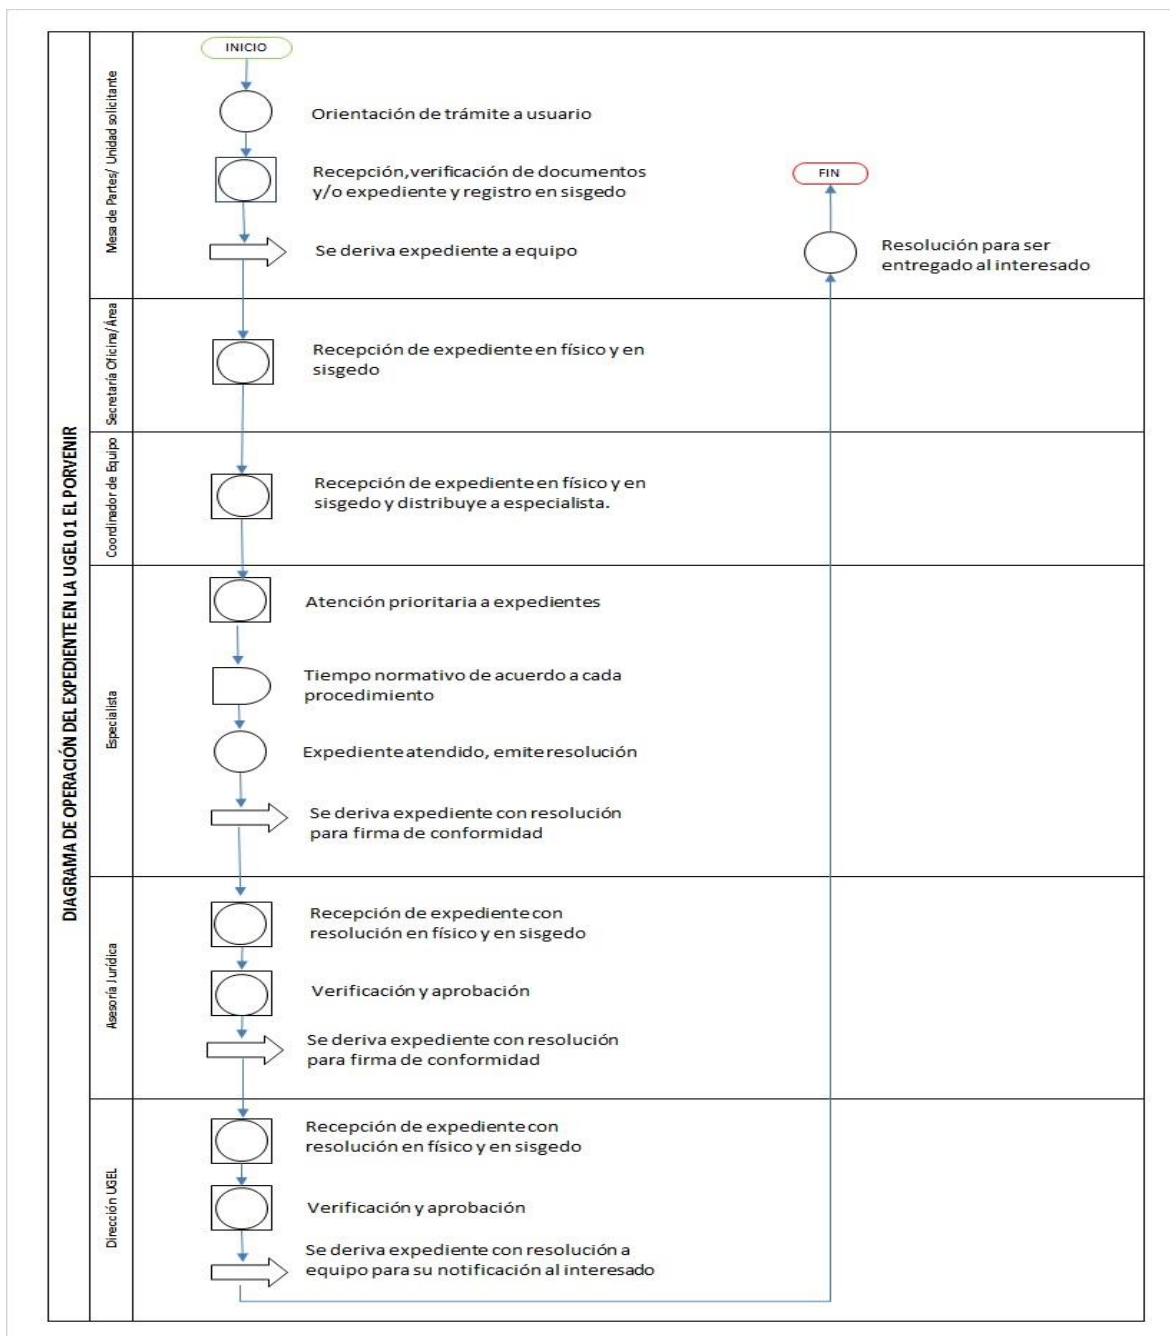 DIAGRAMA DE OPERACIÓN DEL EXPEDIENTE EN LA UGEL 01 EL PORVENIR
Mesa de Partes/ Unidad solicitante
INICIO
Orientación de trámite a usuario
Recepción, verificación de documentos
y/o expediente y registro en sisgedo
Se deriva expediente a equipo
FIN
Resolución para ser
entregado al interesado
Secretaría Oficina/Área
Recepción de expediente en físico y en
sisgedo
Coordinador de Equipo
Recepción de expediente en físico y en
sisgedo y distribuye a especialista.
Especialista
Atención prioritaria a expedientes
Tiempo normativo de acuerdo a cada
procedimiento
Expediente atendido, emite resolución
Se deriva expediente con resolución
para firma de conformidad
Asesoría Jurídica
Recepción de expediente con
resolución en físico y en sisgedo
Verificación y aprobación
Se deriva expediente con resolución
para firma de conformidad
Dirección UGEL
Recepción de expediente con
resolución en físico y en sisgedo
Verificación y aprobación
Se deriva expediente con resolución a
equipo para su notificación al interesado